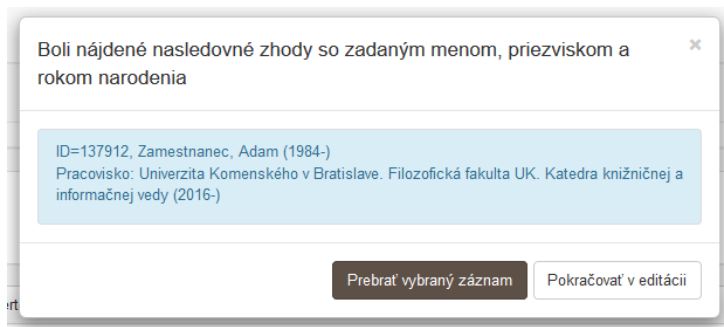 Boli nájdené nasledovné zhody so zadaným menom, priezviskom a
rokom narodenia
×
ID=137912, Zamestnanec, Adam (1984-)
Pracovisko: Univerzita Komenského v Bratislave. Filozofická fakulta UK. Katedra knižničnej a
informačnej vedy (2016-)
Prebrať vybraný záznam
Pokračovať v editácii
ert